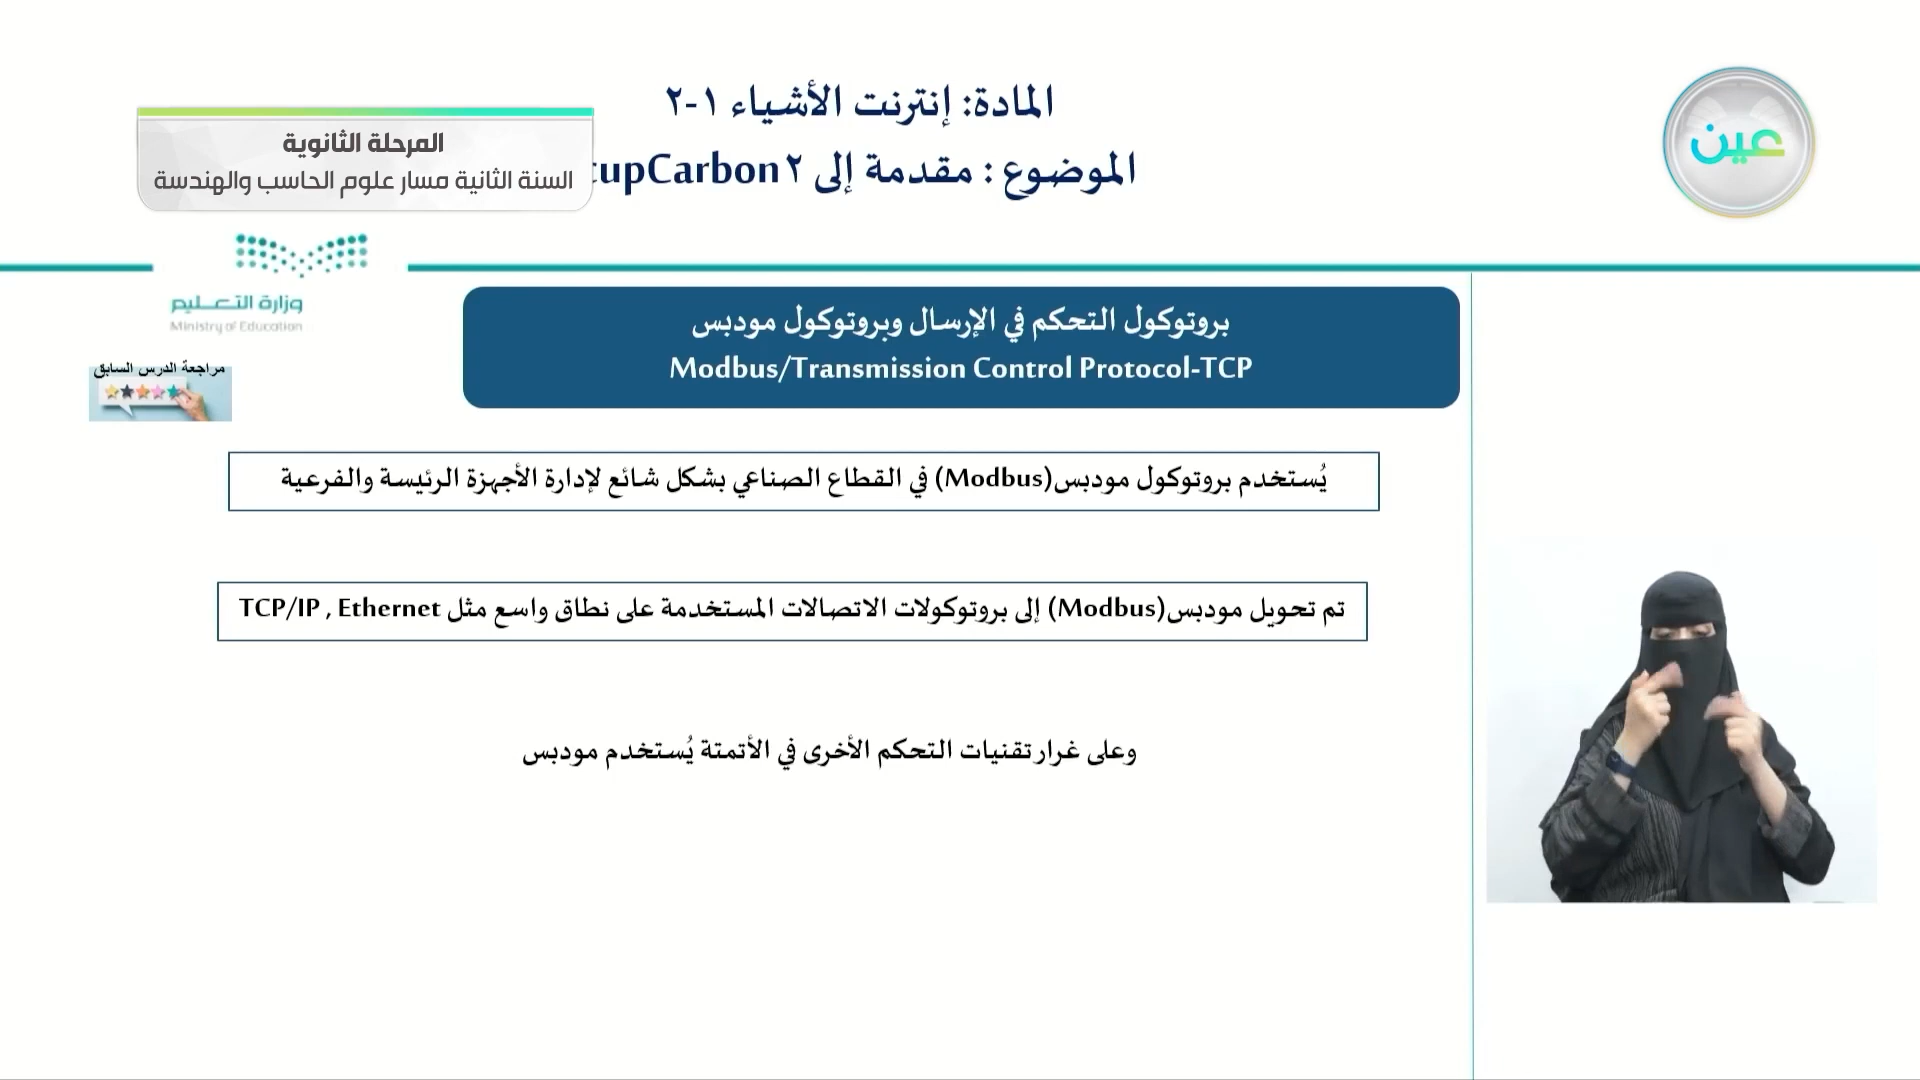 المادة: إنترنت الأشياء ١-٢
الموضوع : مقدمة إلى tupCarbon ٢
المرحلة الثانوية
السنة الثانية مسار علوم الحاسب والهندسة
عين
وزارة التعليم
Ministry of Education
مراجعة الدرس السابق
بروتوكول التحكم في الإرسال وبروتوكول مودبس
Modbus/Transmission Control Protocol-TCP
يُستخدم بروتوكول مودبس(Modbus) في القطاع الصناعي بشكل شائع لإدارة الأجهزة الرئيسة والفرعية
تم تحويل مودبس(Modbus) إلى بروتوكولات الاتصالات المستخدمة على نطاق واسع مثل TCP/IP , Ethernet
وعلى غرار تقنيات التحكم الأخرى في الأتمتة يُستخدم مودبس